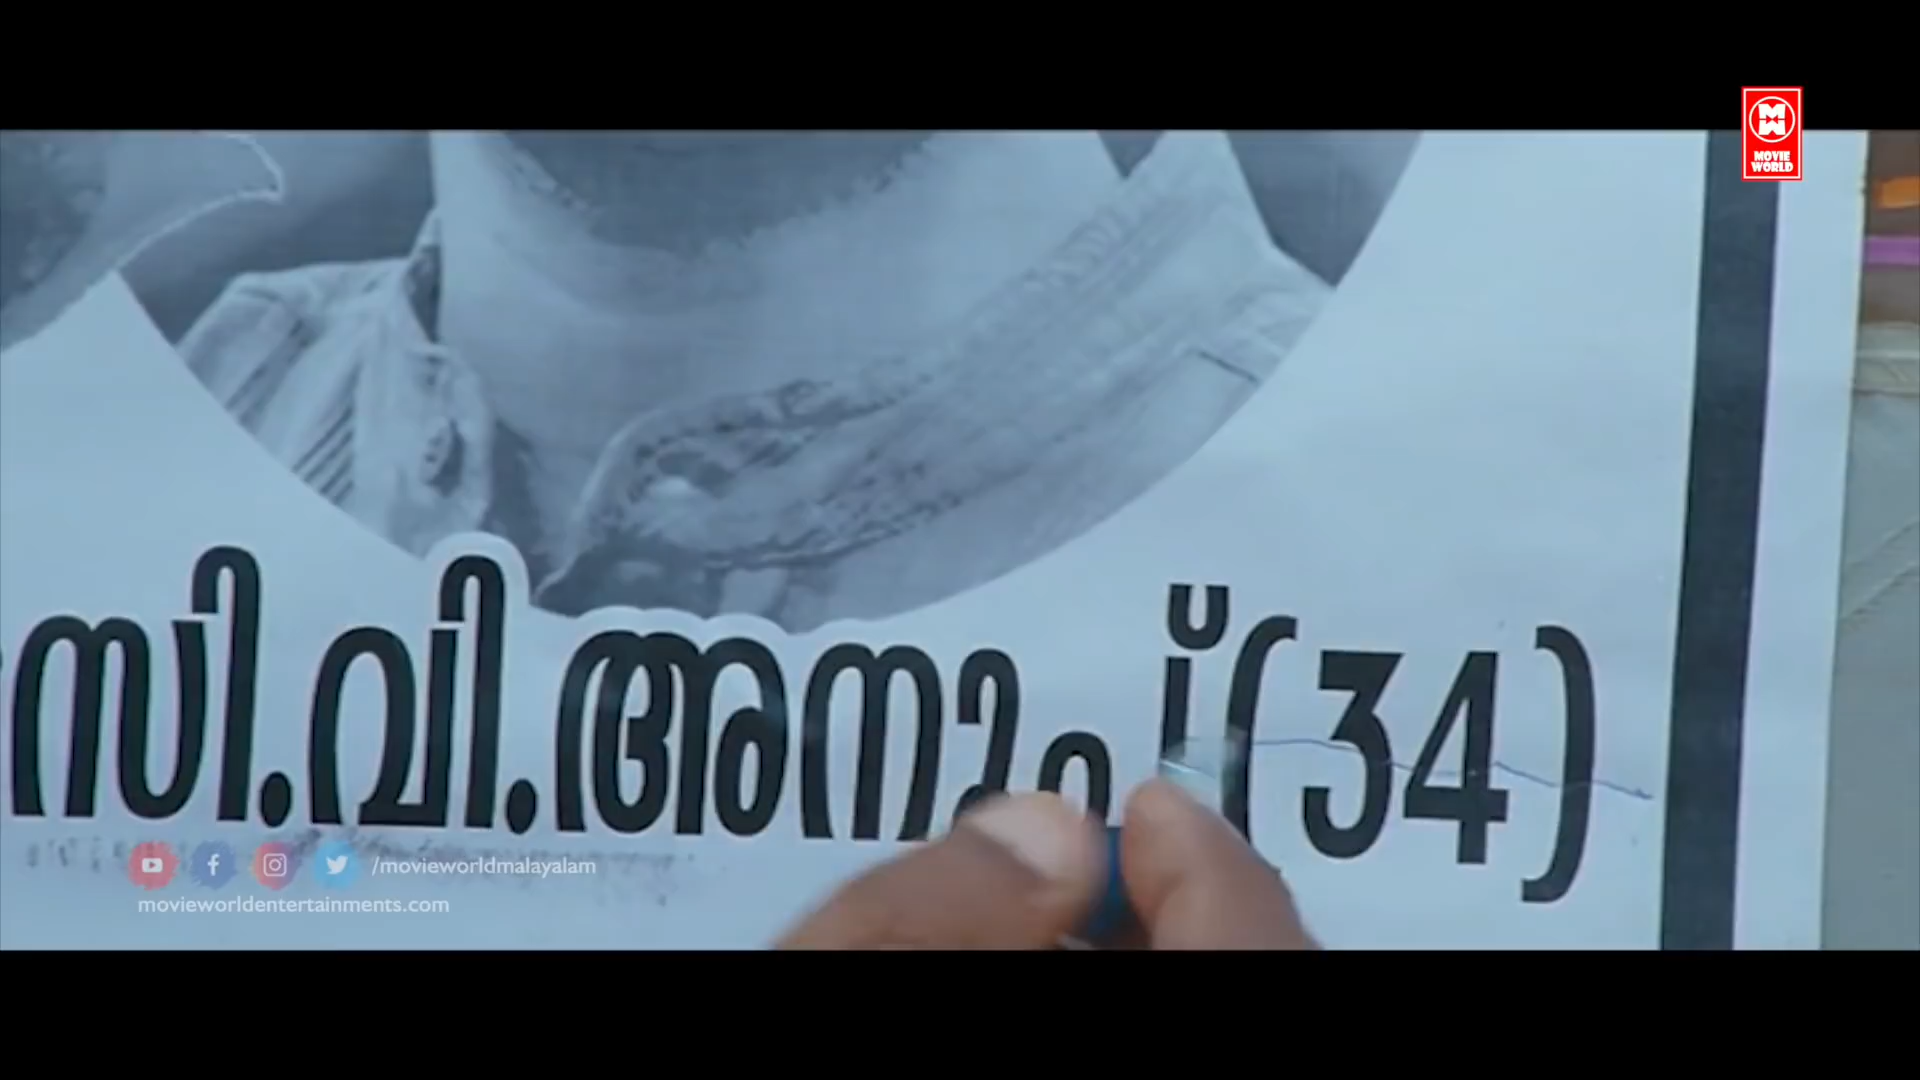 MOVIE
WORLD
സി.വി.അനൂപ് (34)
/movieworldmalayalam
movieworldentertainments.com